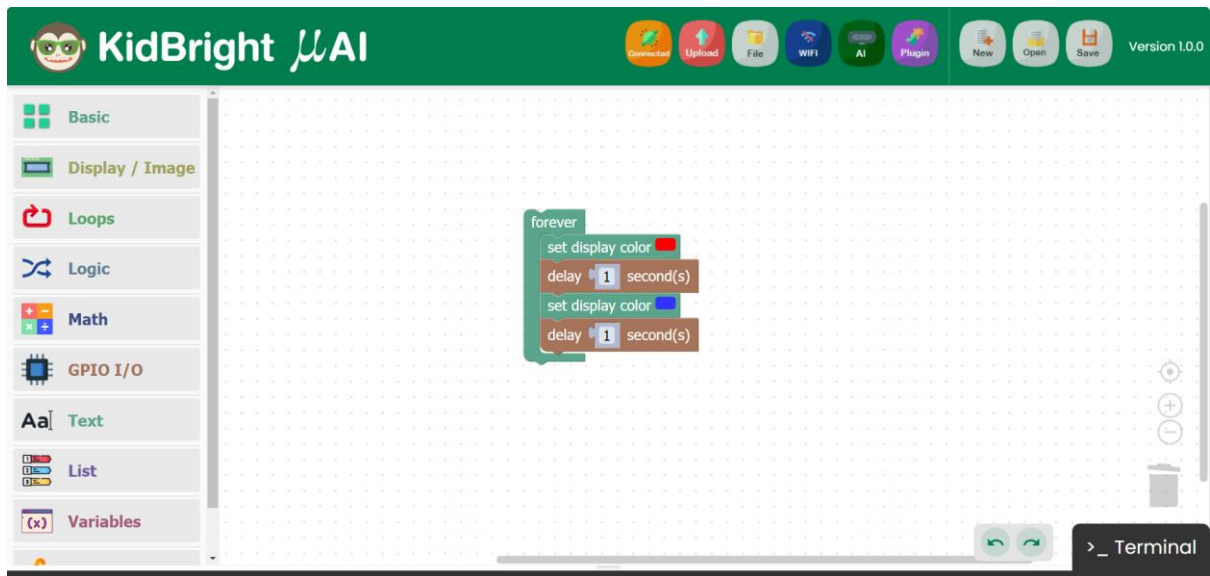 KidBright μAI
Connected
Upload
File
WIFI
AI
Plugin
New
Open
Save
Version 1.0.0
Basic
Display / Image
Loops
Logic
Math
GPIO I/O
Aa Text
List
(x) Variables
forever
set display color
delay 1 second(s)
set display color
delay 1 second(s)
>_ Terminal